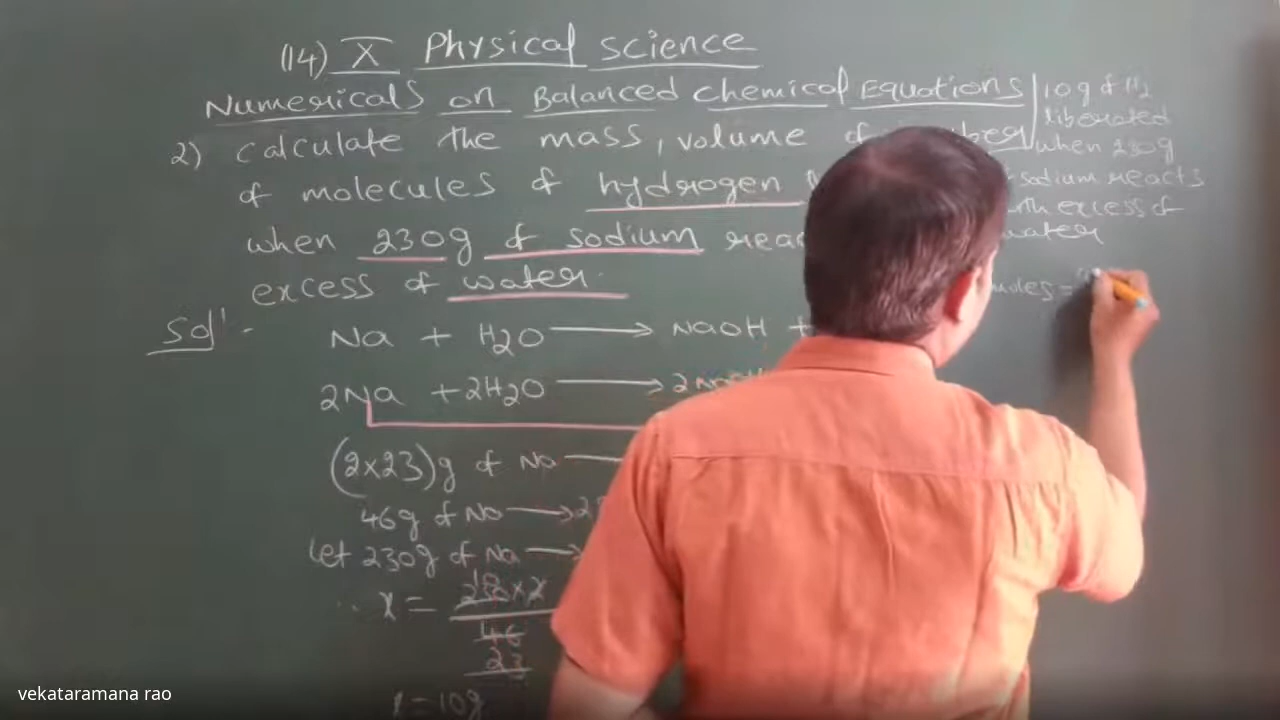 (14) X Physical science
Numericals on Balanced chemical Equations
2) calculate the mass, volume
of molecules of hydrogen
when 230g of sodium
excess of water.
Sol:-
Na + H2O ⟶ NaOH +
2Na + 2H2O ⟶
(2x23)g of Na ⟶
46g of Na ⟶
Let 230g of Na ⟶
x =
46
23
x = 10g
10g of H2
liberated
when 230g
sodium reacts
excess of
water
moles =
vekataramana rao